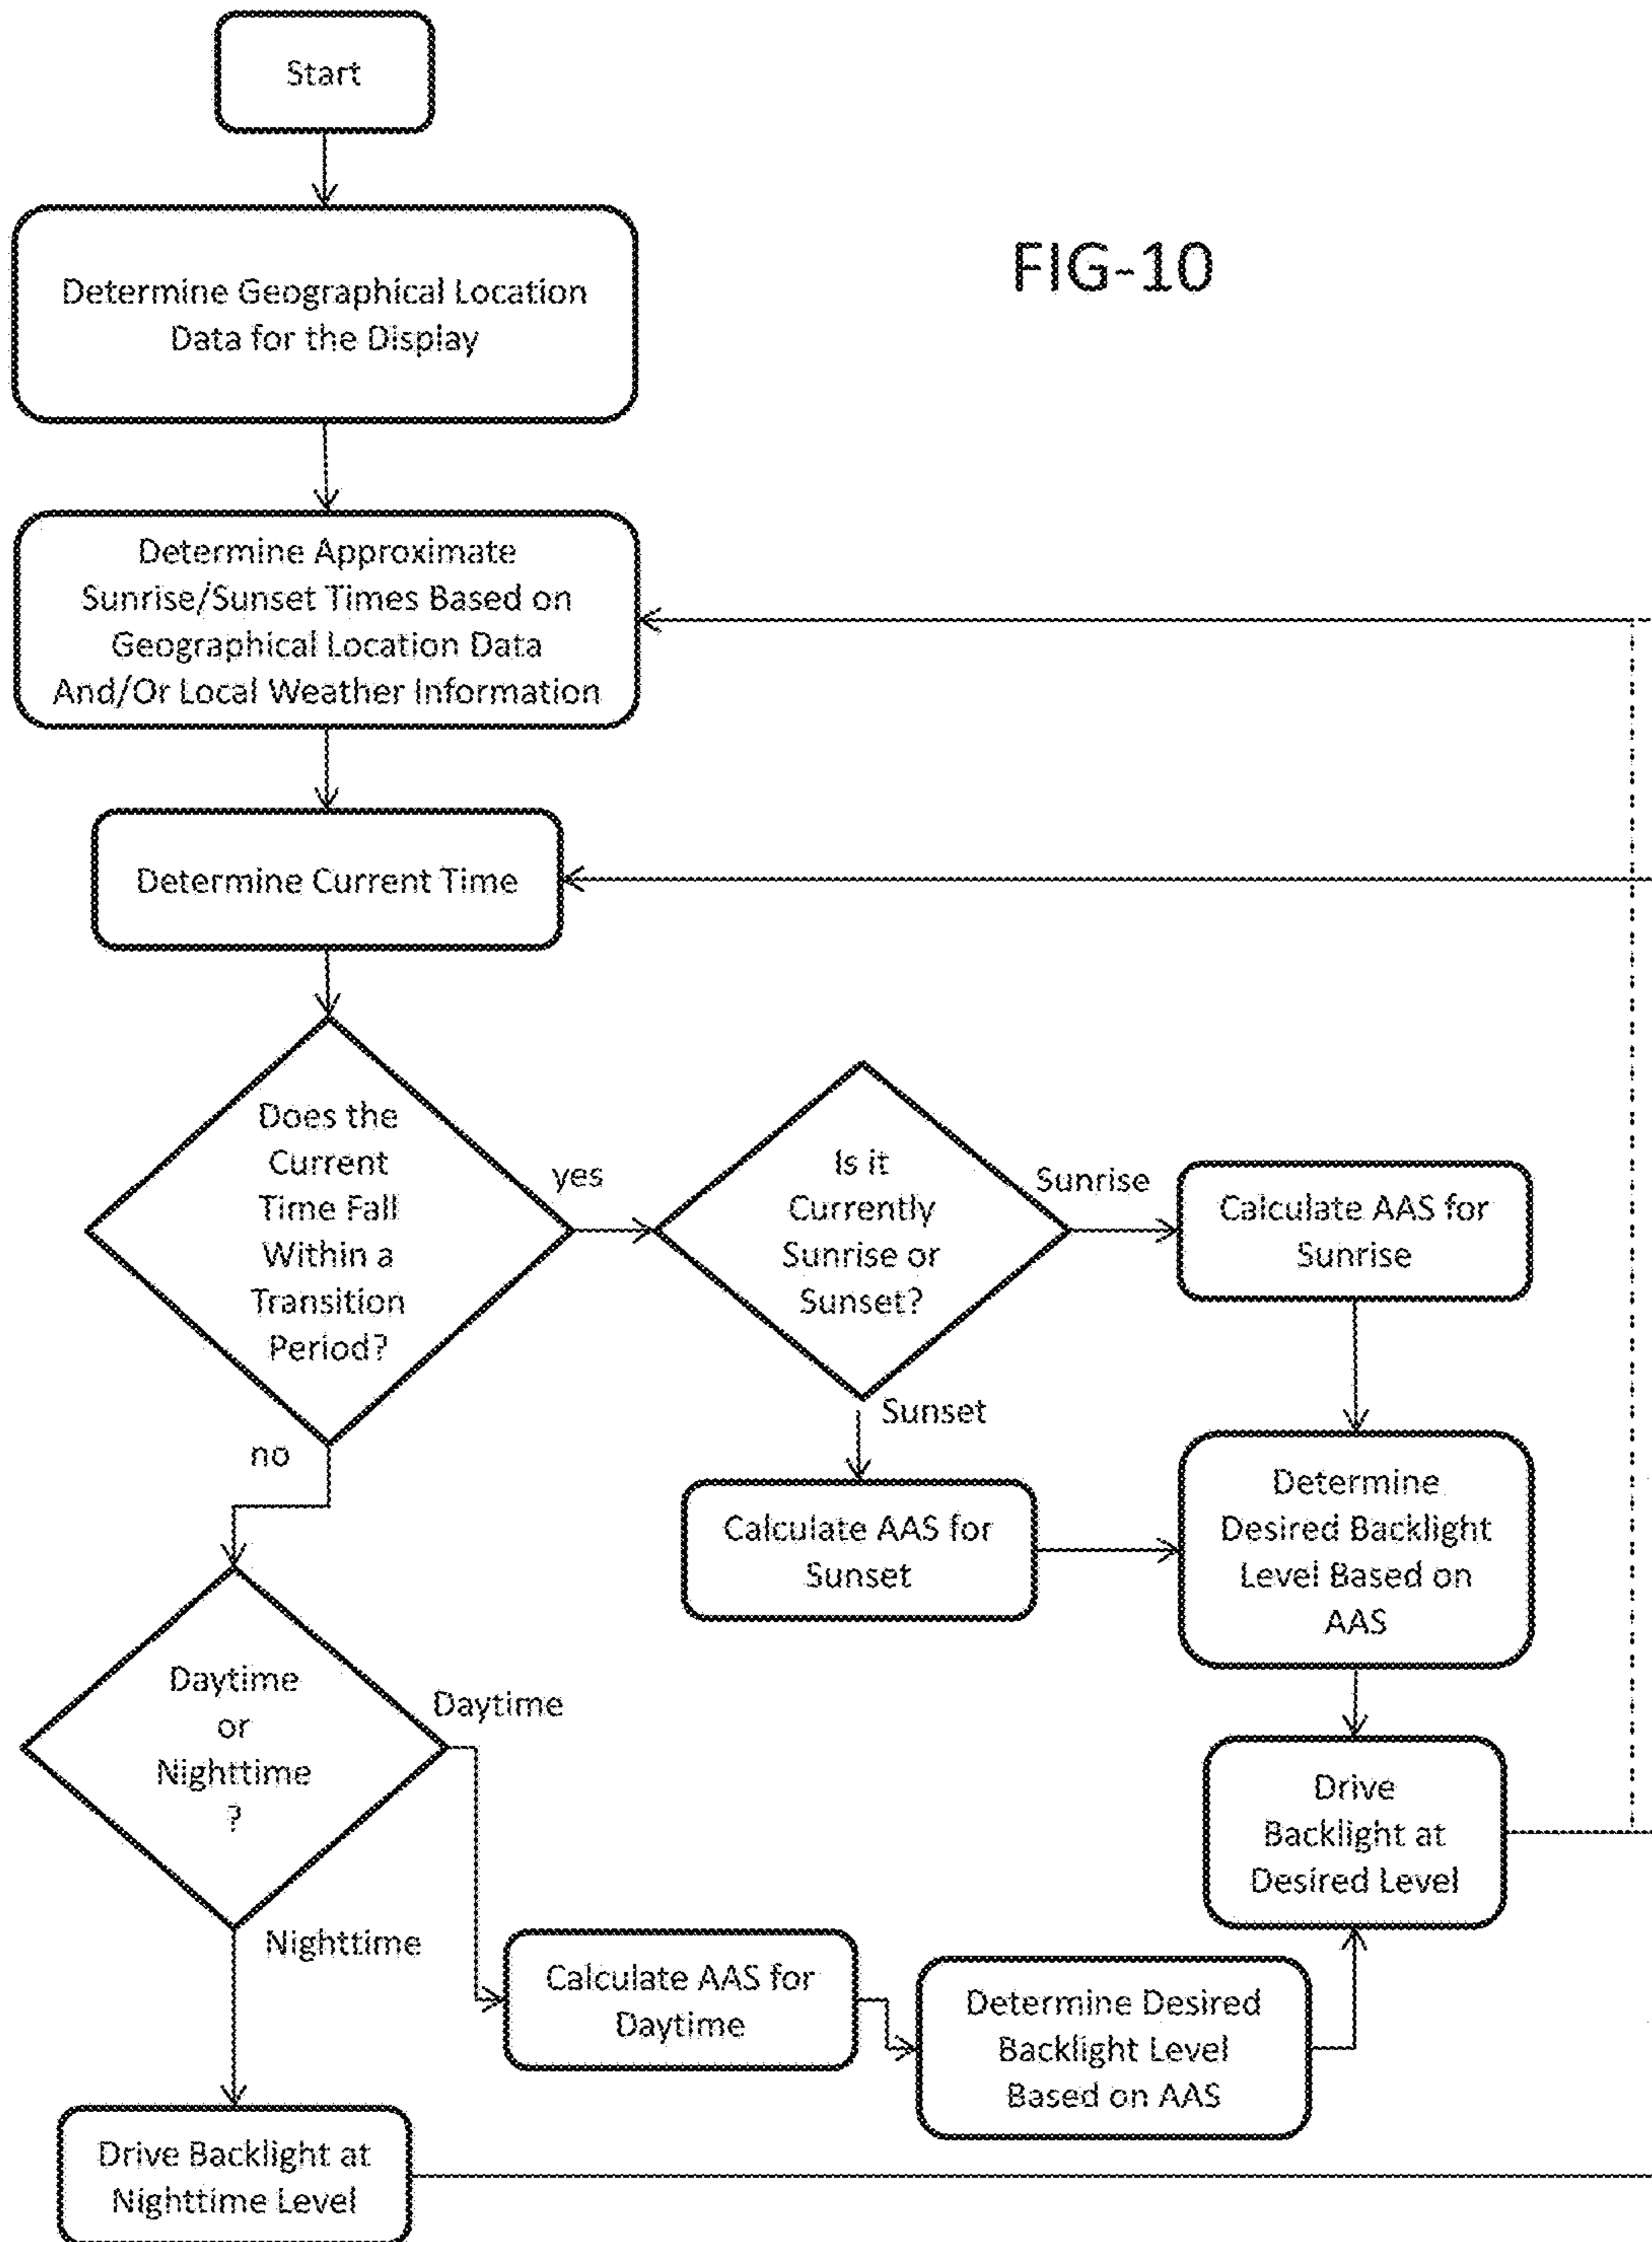 Start
FIG-10
Determine Geographical Location
Data for the Display
Determine Approximate
Sunrise/Sunset Times Based on
Geographical Location Data
And/Or Local Weather Information
Determine Current Time
Does the
Current
Time Fall
Within a
Transition
Period?
yes
no
Is it
Currently
Sunrise or
Sunset?
Sunrise
Calculate AAS for
Sunrise
Sunset
Calculate AAS for
Sunset
Determine
Desired Backlight
Level Based on
AAS
Daytime
or
Nighttime
?
Daytime
Nighttime
Drive
Backlight at
Desired Level
Calculate AAS for
Daytime
Determine Desired
Backlight Level
Based on AAS
Drive Backlight at
Nighttime Level